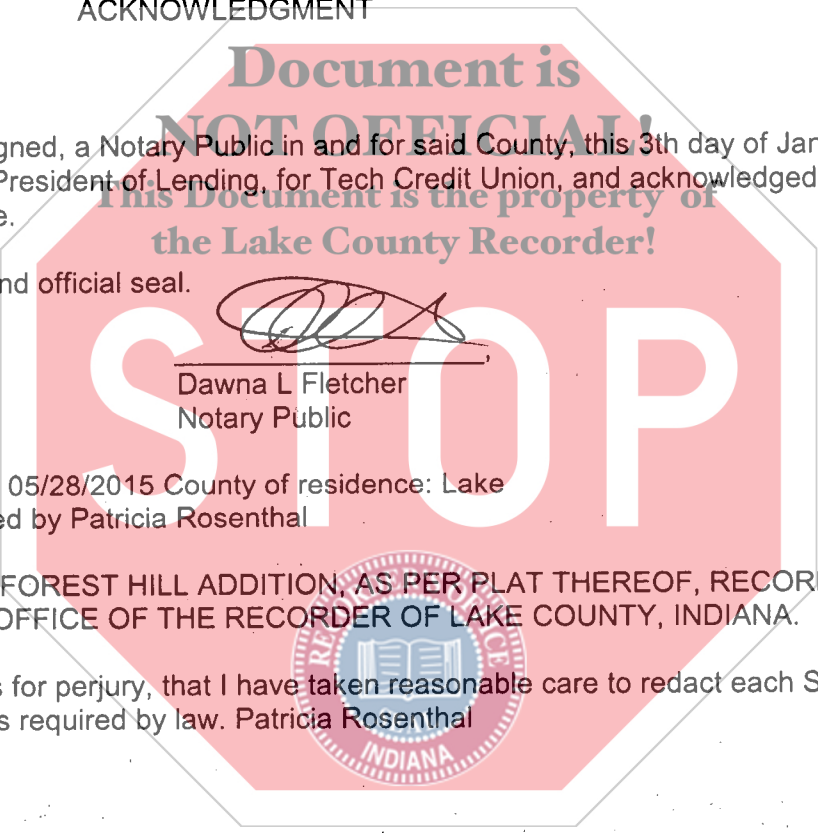 ACKNOWLEDGMENT
Document is
NOT OFFICIAL!
gned, a Notary Public in and for said County, this 3th day of Jan
President of Lending, for Tech Credit Union, and acknowledged
This Document is the property of
e.
the Lake County Recorder!
nd official seal.
STOP
Dawna L Fletcher
Notary Public
05/28/2015 County of residence: Lake
ed by Patricia Rosenthal
FOREST HILL ADDITION, AS PER PLAT THEREOF, RECOR
OFFICE OF THE RECORDER OF LAKE COUNTY, INDIANA.
s for perjury, that I have taken reasonable care to redact each S
s required by law. Patricia Rosenthal
INDIANA